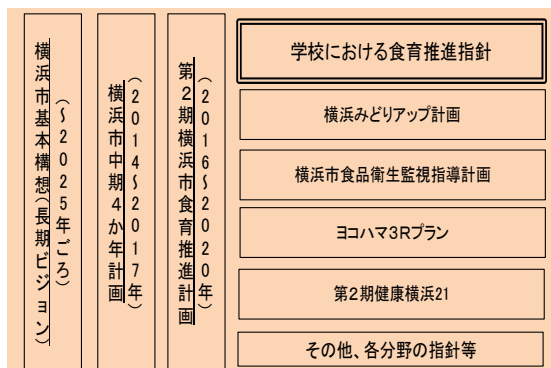 横浜市基本構想(長期ビジョン)
(～2025年ごろ)
横浜市中期4か年計画
(2014～2017年)
第2期横浜市食育推進計画
(2016～2020年)
学校における食育推進指針
横浜みどりアップ計画
横浜市食品衛生監視指導計画
ヨコハマ3Rプラン
第2期健康横浜21
その他、各分野の指針等